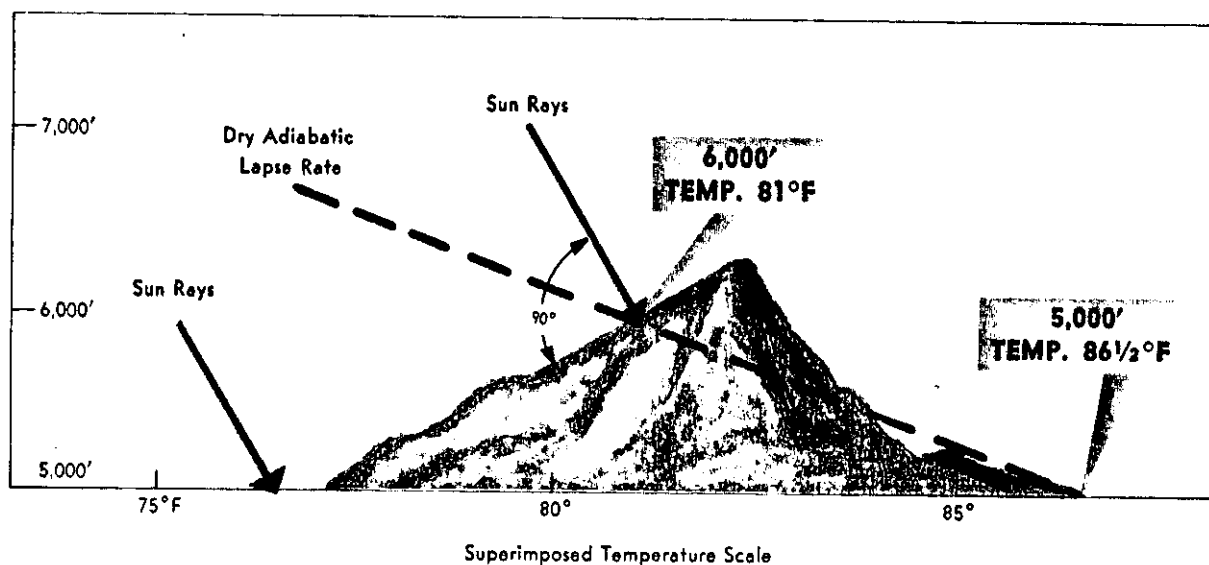 7,000′
Sun Rays
Dry Adiabatic
Lapse Rate
6,000′
TEMP. 81°F
Sun Rays
6,000′
90°
5,000′
TEMP. 86½°F
5,000′
75°F
80°
85°
Superimposed Temperature Scale